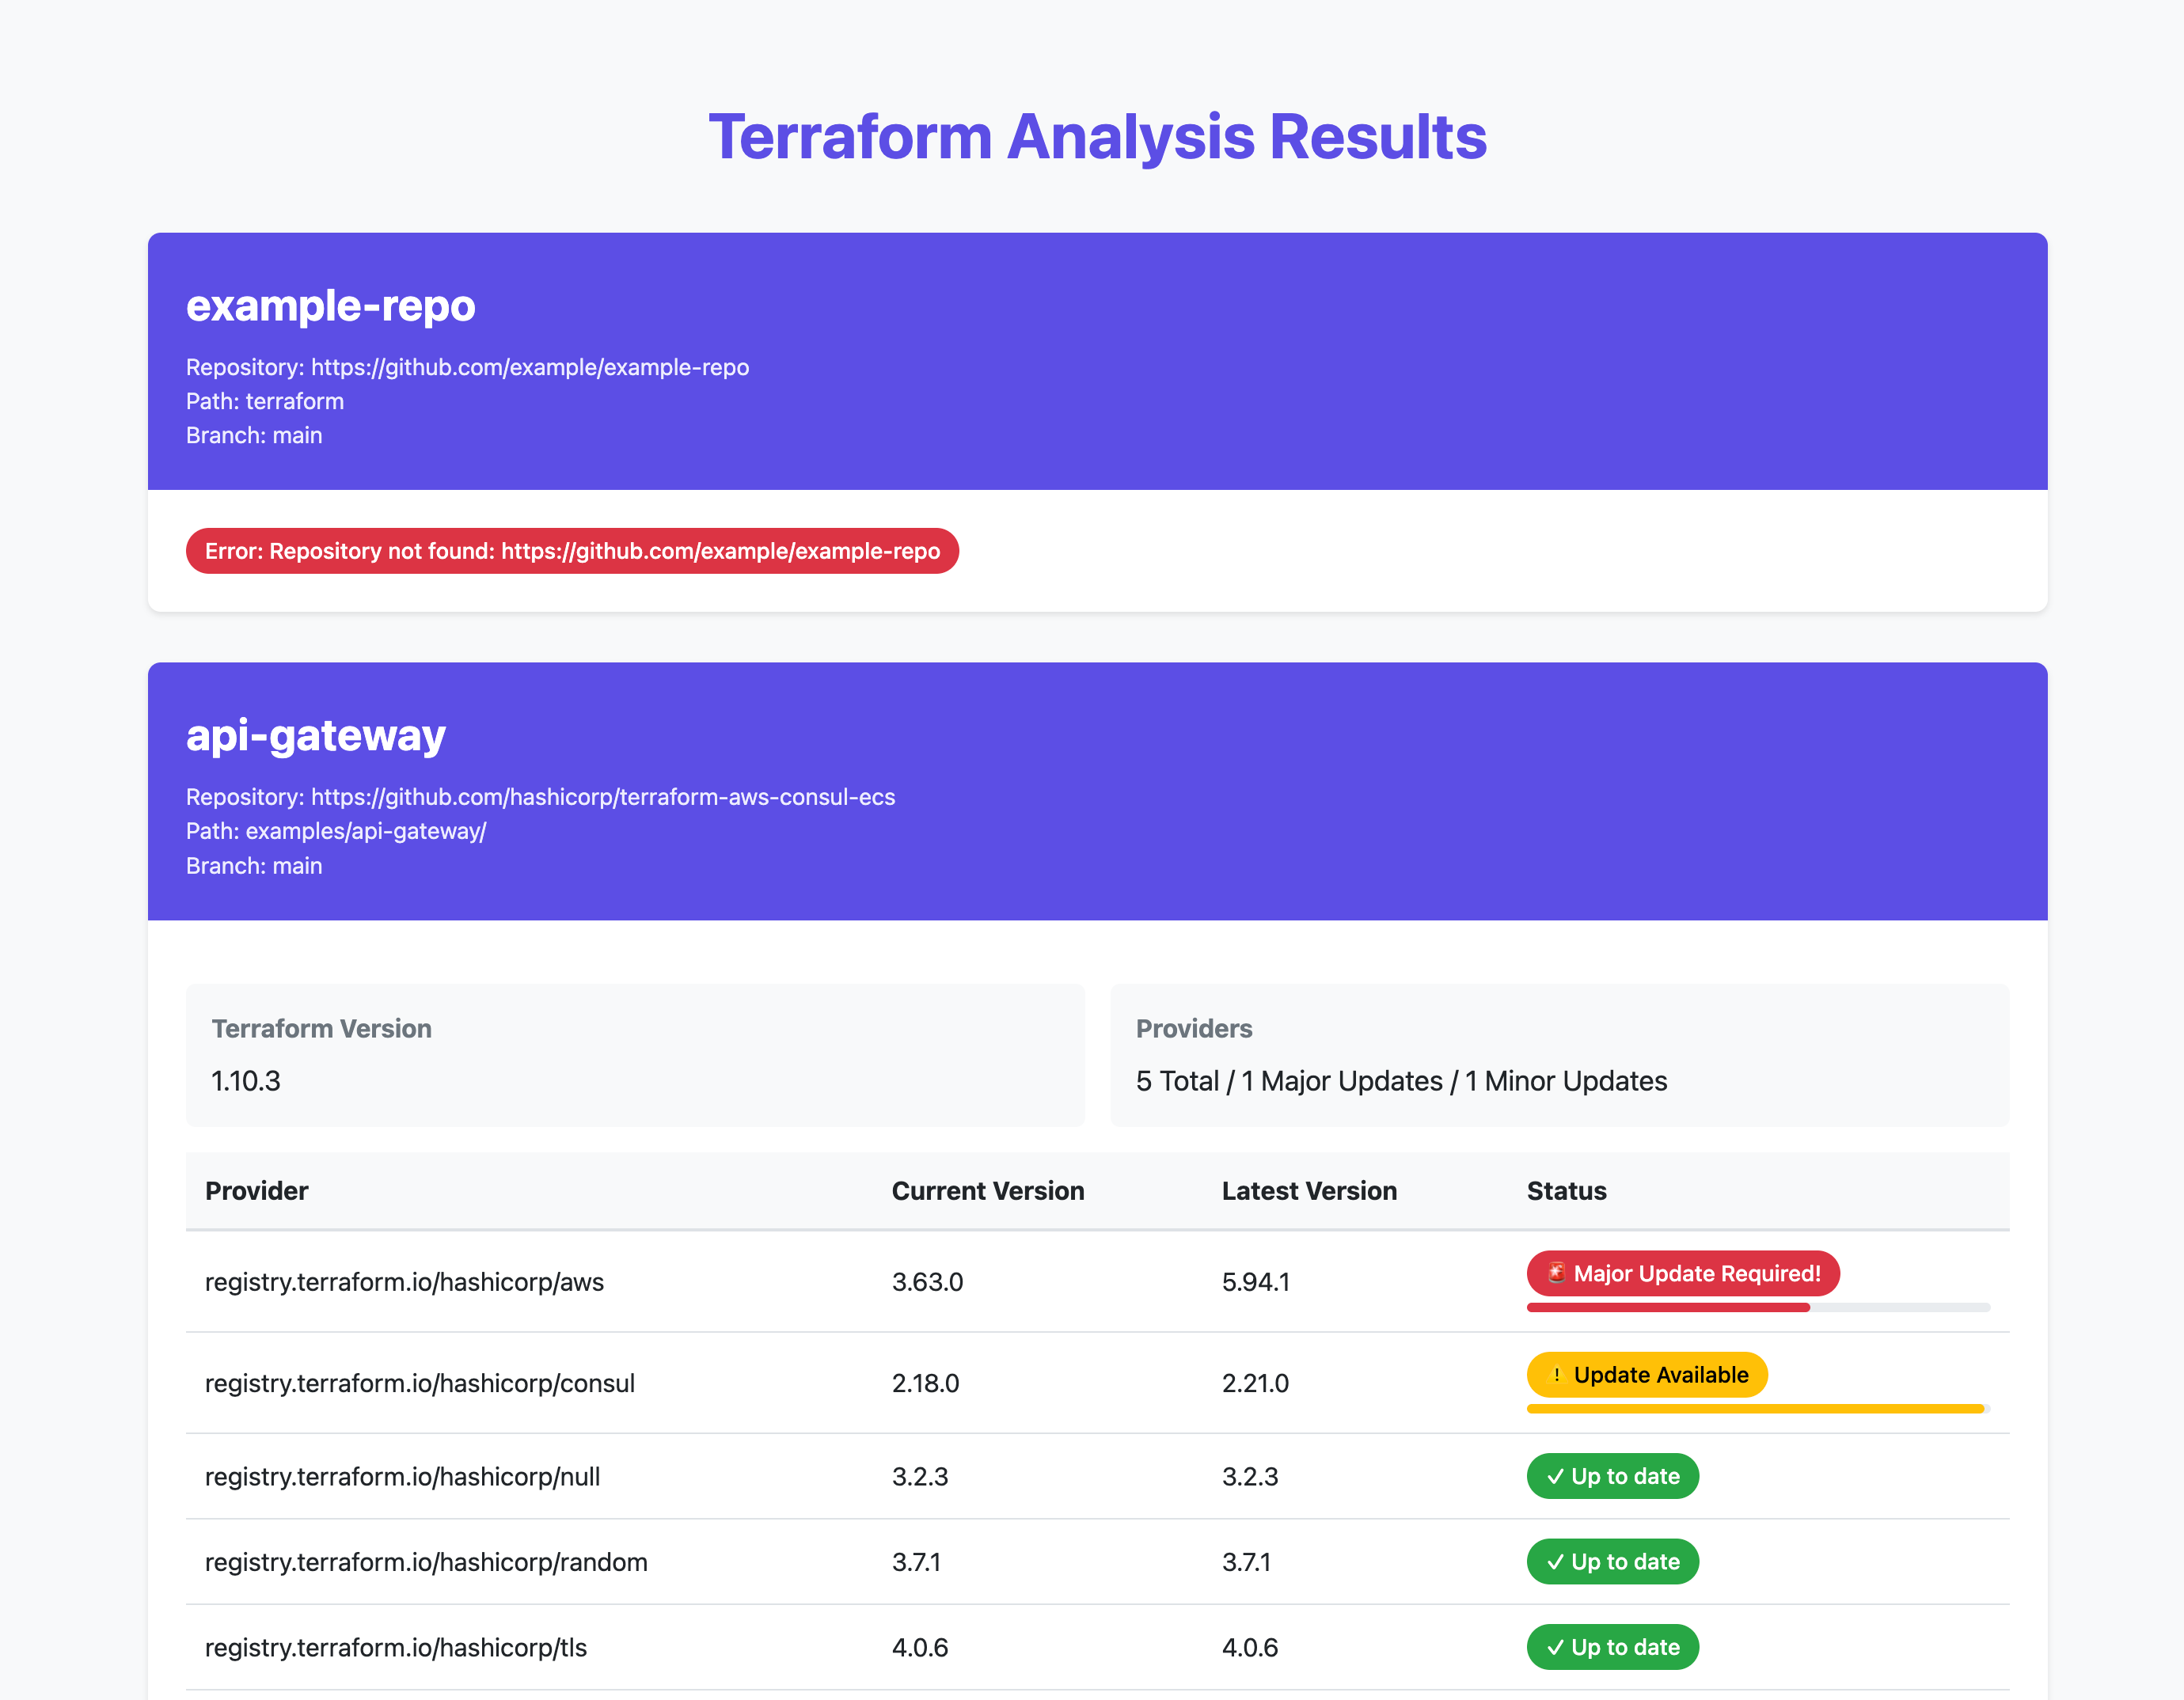 Terraform Analysis Results
example-repo
Repository: https://github.com/example/example-repo
Path: terraform
Branch: main
Error: Repository not found: https://github.com/example/example-repo
api-gateway
Repository: https://github.com/hashicorp/terraform-aws-consul-ecs
Path: examples/api-gateway/
Branch: main
Terraform Version
1.10.3
Providers
5 Total / 1 Major Updates / 1 Minor Updates
Provider Current Version Latest Version Status
registry.terraform.io/hashicorp/aws 3.63.0 5.94.1 🚨 Major Update Required!
registry.terraform.io/hashicorp/consul 2.18.0 2.21.0 ⚠️ Update Available
registry.terraform.io/hashicorp/null 3.2.3 3.2.3 ✓ Up to date
registry.terraform.io/hashicorp/random 3.7.1 3.7.1 ✓ Up to date
registry.terraform.io/hashicorp/tls 4.0.6 4.0.6 ✓ Up to date